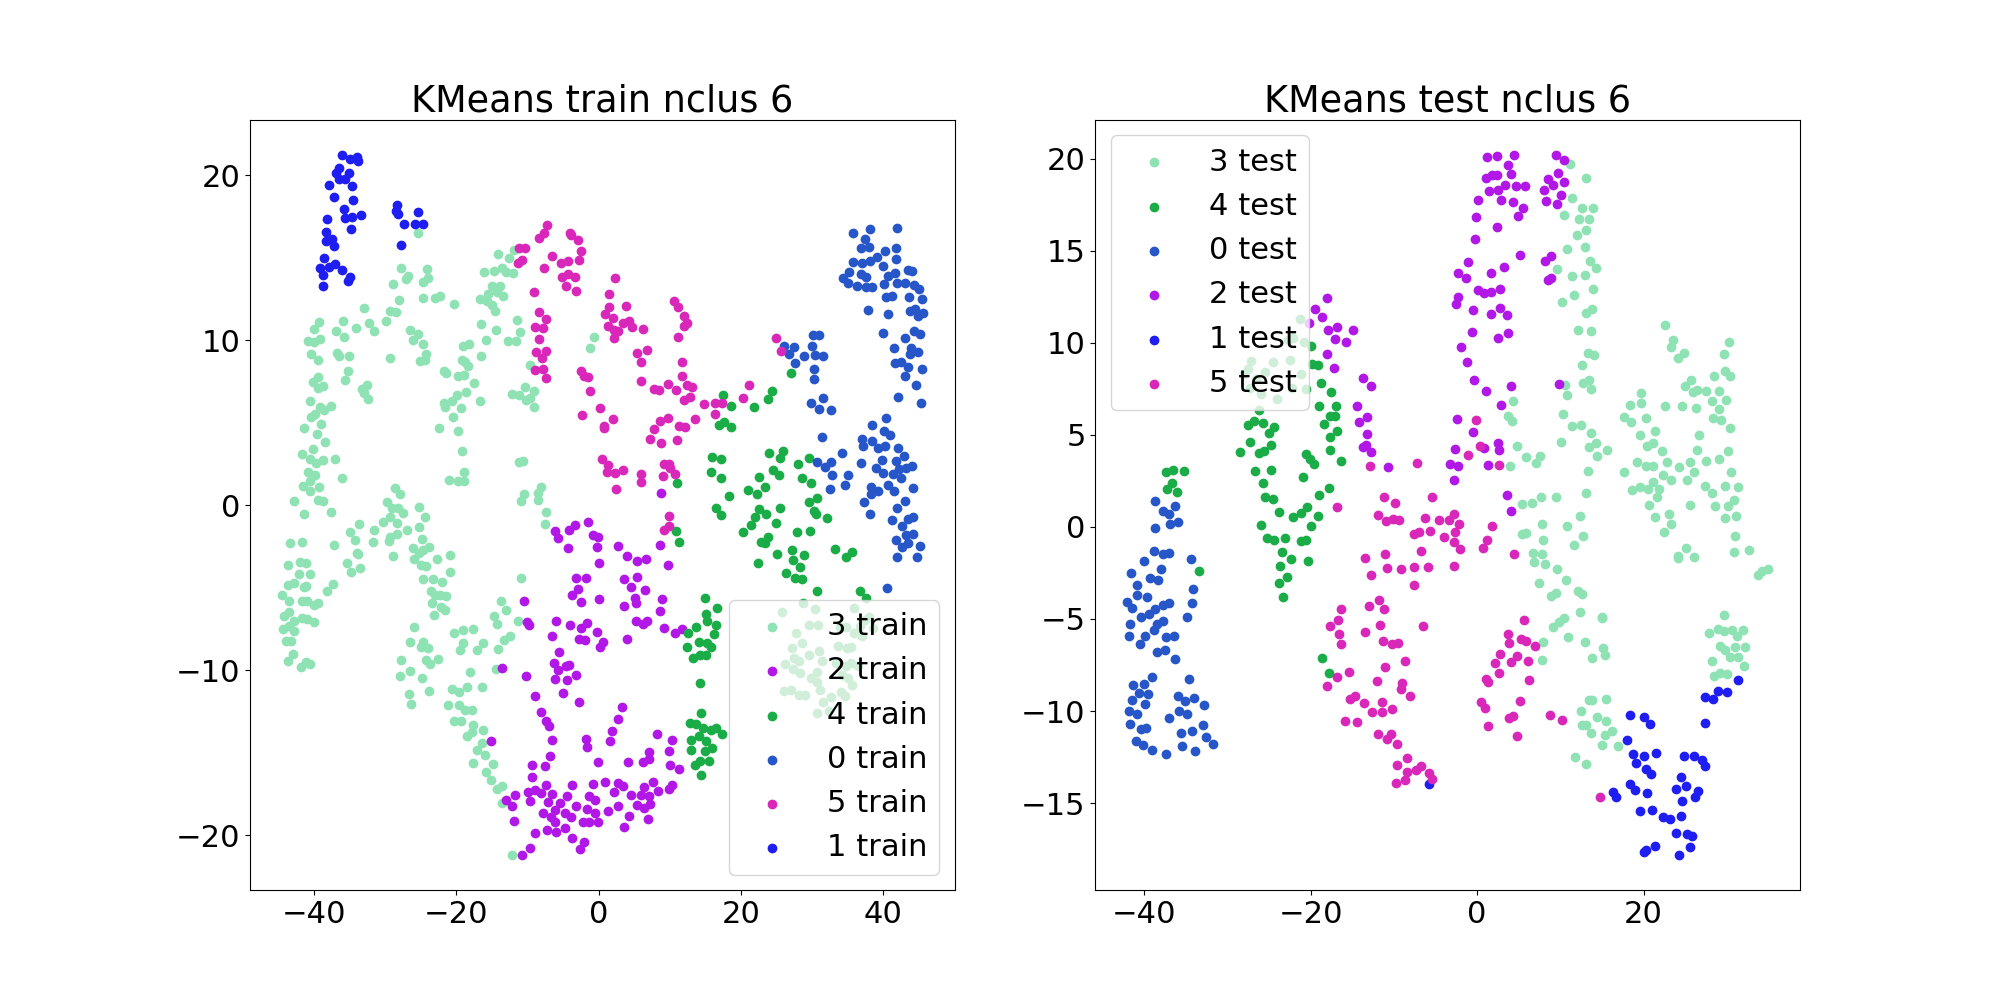 KMeans train nclus 6
20
10
0
−10
−20
−40
−20
0
20
40
3 train
2 train
4 train
0 train
5 train
1 train
KMeans test nclus 6
20
15
10
5
0
−5
−10
−15
−40
−20
0
20
3 test
4 test
0 test
2 test
1 test
5 test